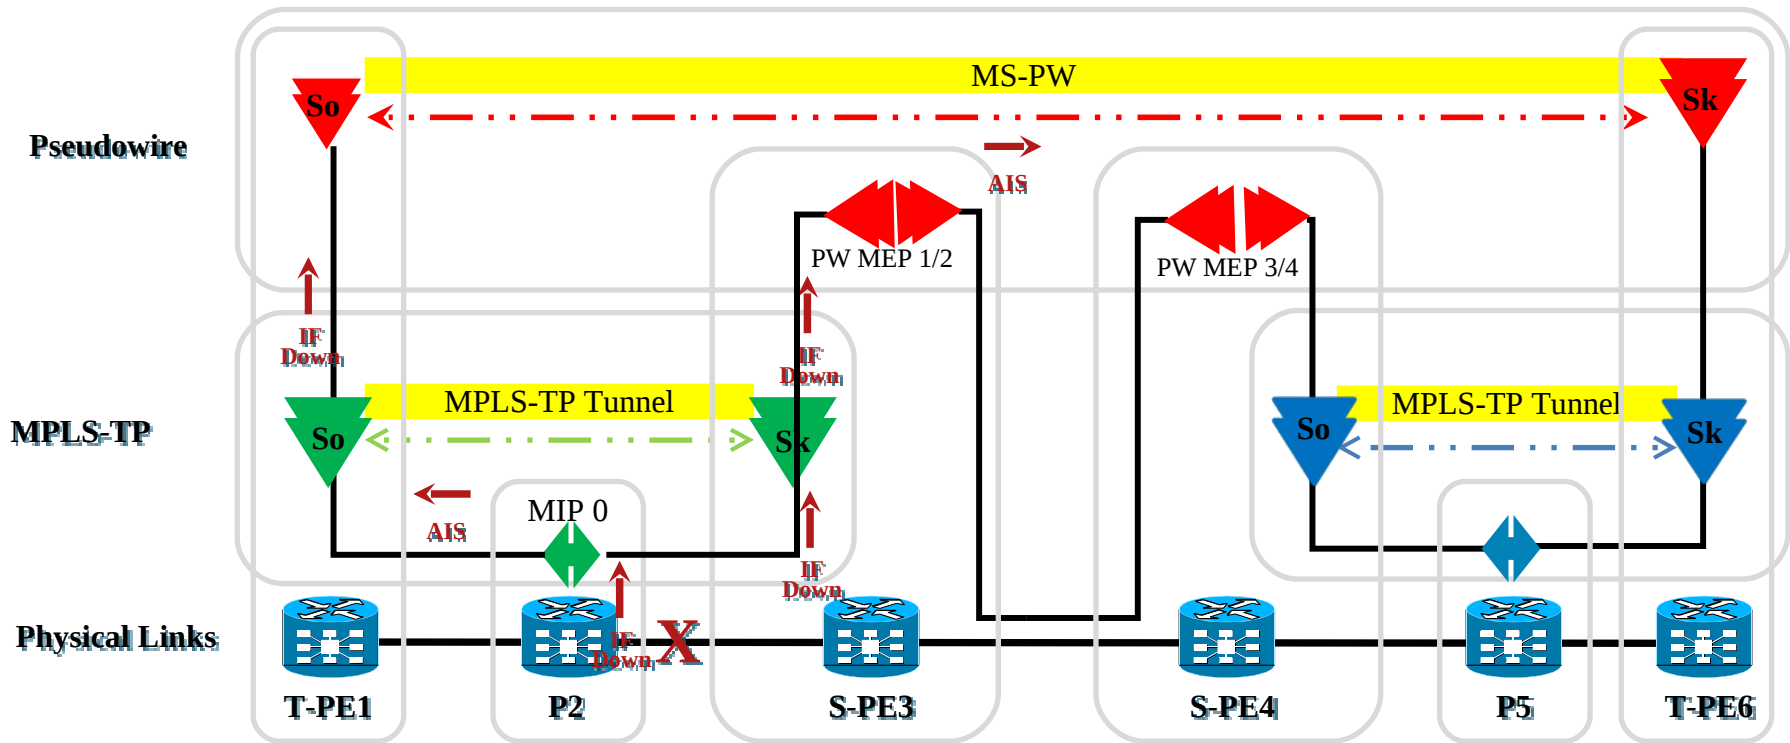 MS-PW
So
Sk
Pseudowire
AIS
PW MEP 1/2
PW MEP 3/4
IF
Down
IF
Down
MPLS-TP Tunnel
MPLS-TP Tunnel
MPLS-TP
So
Sk
So
Sk
AIS
MIP 0
IF
Down
Physical Links
IF
Down
X
T-PE1
P2
S-PE3
S-PE4
P5
T-PE6